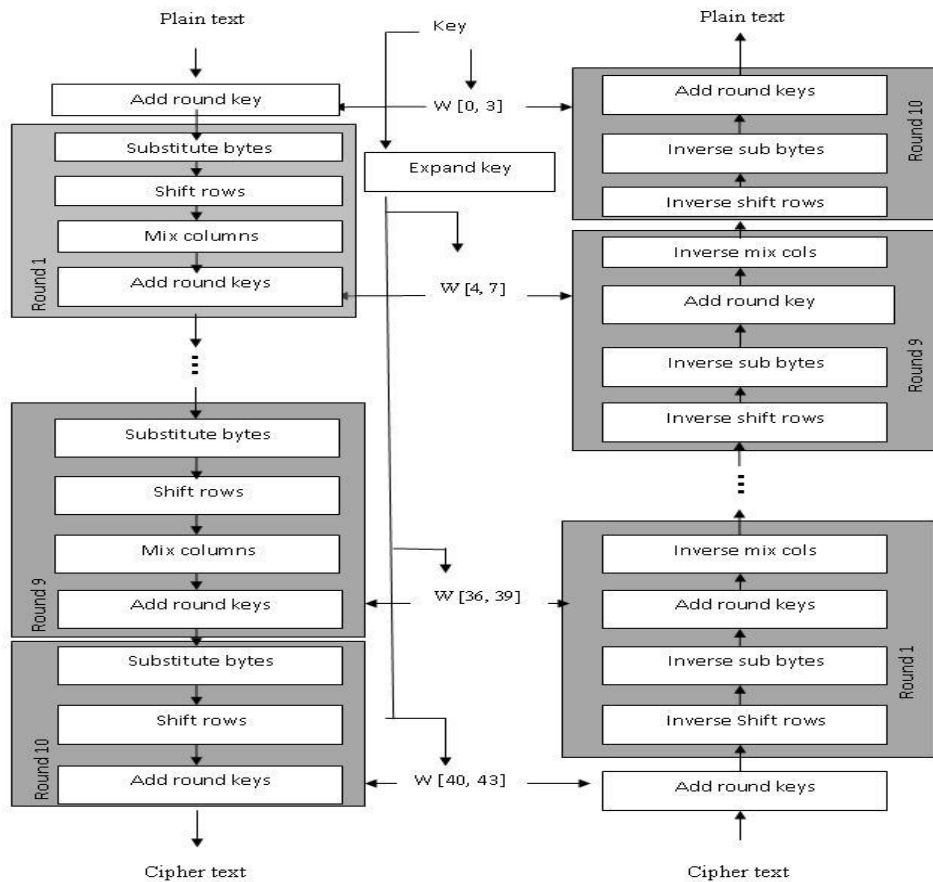 Plain text
Add round key
Round 1
Substitute bytes
Shift rows
Mix columns
Add round keys
...
Round 9
Substitute bytes
Shift rows
Mix columns
Add round keys
Round 10
Substitute bytes
Shift rows
Add round keys
Cipher text
Key
W [0, 3]
Expand key
W [4, 7]
W [36, 39]
W [40, 43]
Plain text
Round 10
Add round keys
Inverse sub bytes
Inverse shift rows
Round 9
Inverse mix cols
Add round key
Inverse sub bytes
Inverse shift rows
...
Round 1
Inverse mix cols
Add round keys
Inverse sub bytes
Inverse Shift rows
Add round keys
Cipher text